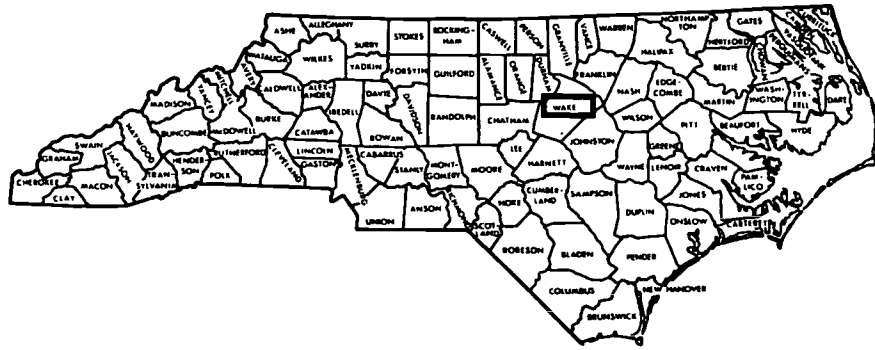 ASHE
ALLEGHANY
SURRY
STOKES
ROCKING-
HAM
CASWELL
PERSON
GRANVILLE
VANCE
WARREN
NORTHAMP-
TON
GATES
HERTFORD
HALIFAX
BERTIE
WATAUGA
WILKES
YADKIN
FORSYTH
GUILFORD
ALAMANCE
ORANGE
DURHAM
FRANKLIN
NASH
EDGE-
COMBE
MARTIN
WASH-
INGTON
TYR-
RELL
DARE
MADISON
YANCEY
MITCHELL
AVERY
CALDWELL
ALEX-
ANDER
IREDELL
DAVIE
DAVIDSON
RANDOLPH
CHATHAM
WAKE
WILSON
PITT
BEAUFORT
HYDE
SWAIN
HAYWOOD
BUNCOMBE
McDOWELL
BURKE
CATAWBA
ROWAN
LEE
JOHNSTON
GREENE
GRAHAM
JACKSON
HENDER-
SON
RUTHERFORD
CLEVELAND
LINCOLN
GASTON
MECKLENBURG
CABARRUS
STANLY
MONT-
GOMERY
MOORE
HARNETT
WAYNE
LENOIR
CRAVEN
PAM-
LICO
CHEROKEE
CLAY
MACON
TRAN-
SYLVANIA
POLK
UNION
ANSON
RICHMOND
HOKE
SCOT-
LAND
CUMBER-
LAND
SAMPSON
DUPLIN
JONES
ONSLOW
CARTERET
ROBESON
BLADEN
PENDER
COLUMBUS
NEW HANOVER
BRUNSWICK